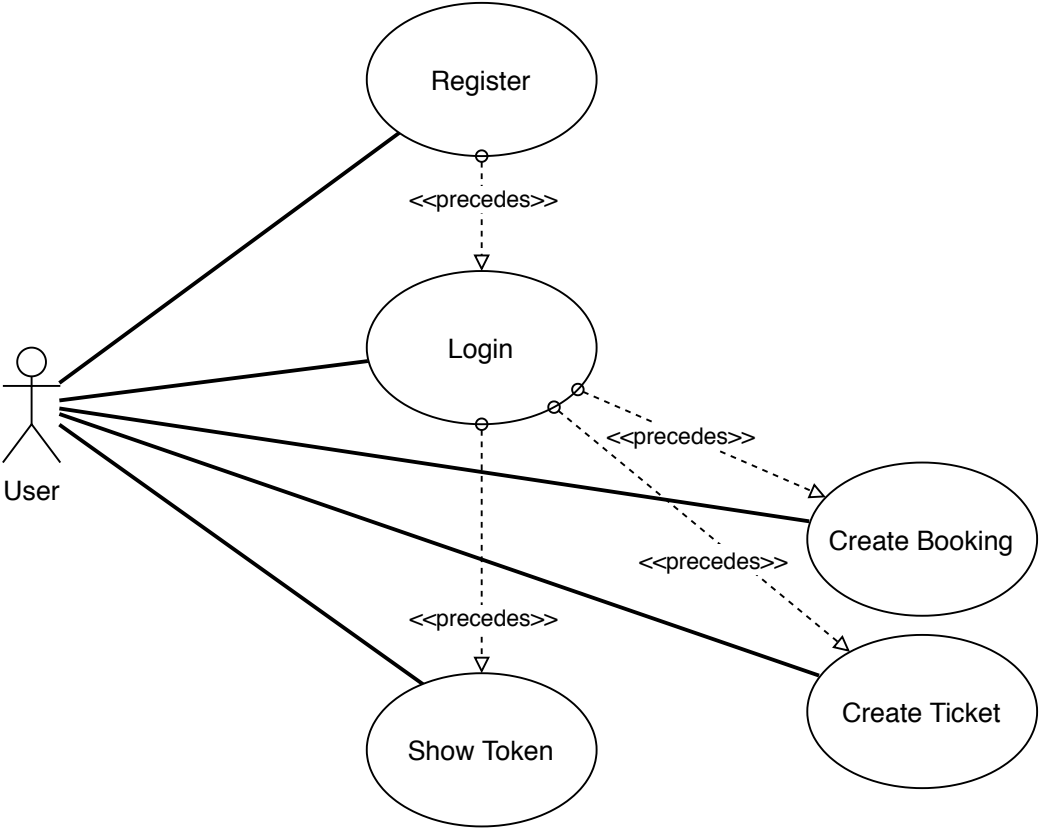 Register
<<precedes>>
Login
<<precedes>>
User
Create Booking
<<precedes>>
<<precedes>>
Create Ticket
Show Token